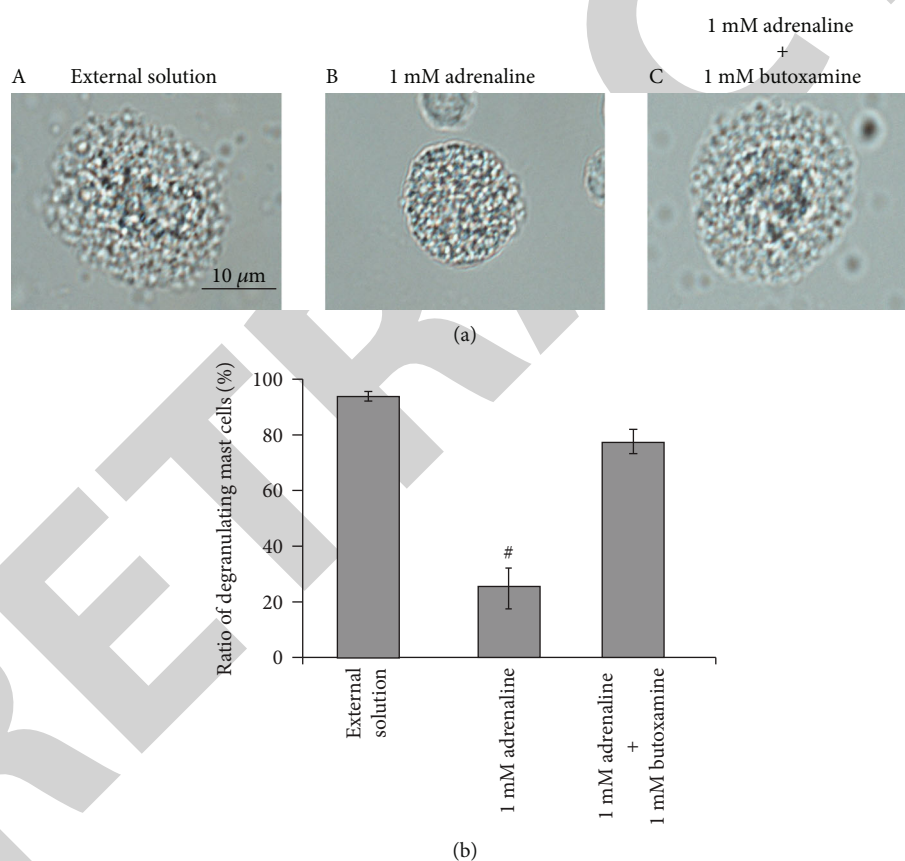 A External solution
B 1 mM adrenaline
C 1 mM adrenaline
+
1 mM butoxamine
10 μm
(a)
Ratio of degranulating mast cells (%)
100
80
60
40
20
0
#
External
solution
1 mM adrenaline
1 mM adrenaline
+
1 mM butoxamine
(b)
RETRAC